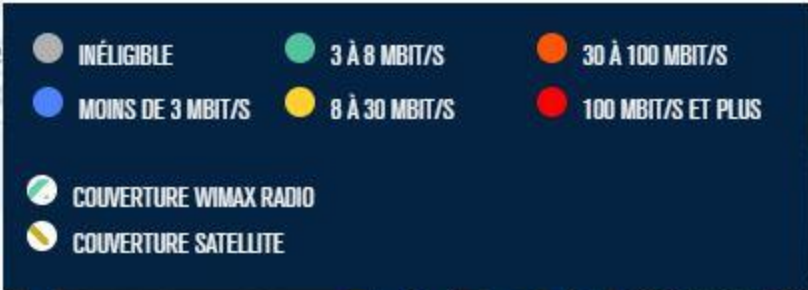 INÉLIGIBLE
3 À 8 MBIT/S
30 À 100 MBIT/S
MOINS DE 3 MBIT/S
8 À 30 MBIT/S
100 MBIT/S ET PLUS
COUVERTURE WIMAX RADIO
COUVERTURE SATELLITE